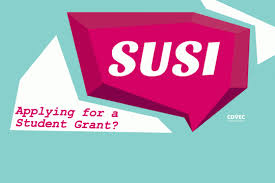 SUSI
Applying for a
Student Grant?
CDVEC